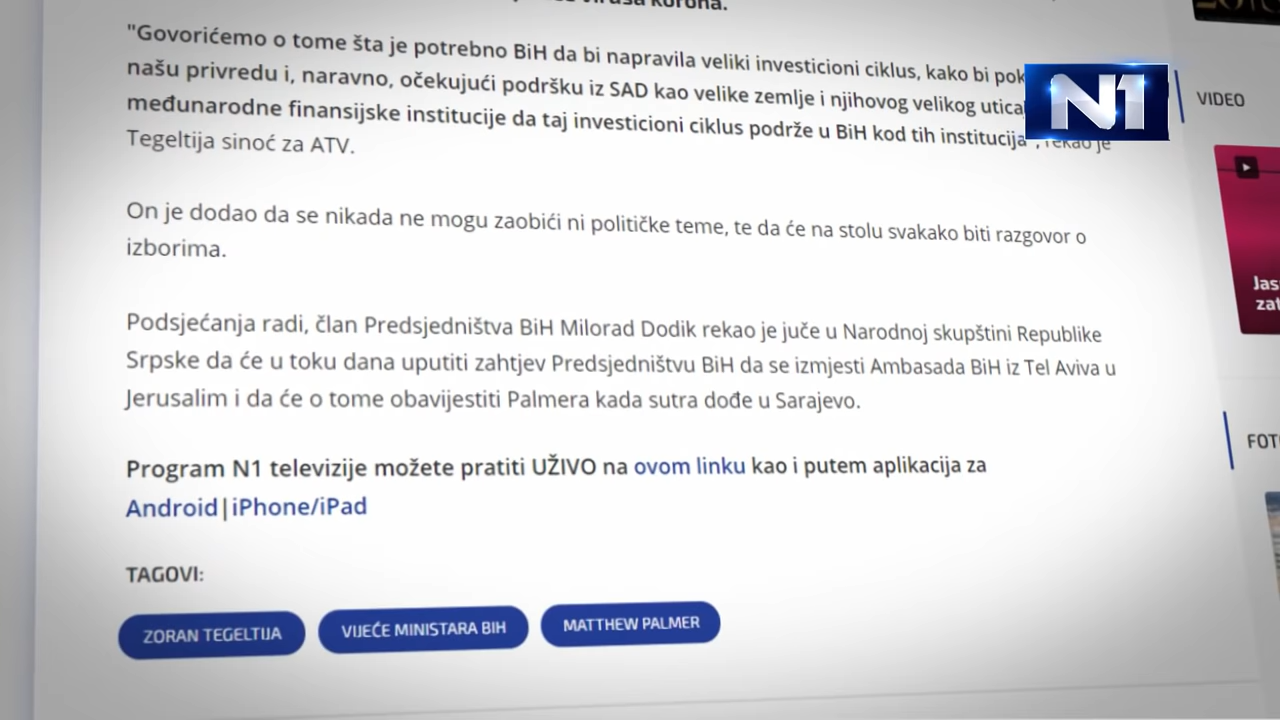 virusa korona.
"Govorićemo o tome šta je potrebno BiH da bi napravila veliki investicioni ciklus, kako bi
našu privredu i, naravno, očekujući podršku iz SAD kao velike zemlje i njihovog velikog
međunarodne finansijske institucije da taj investicioni ciklus podrže u BiH kod tih institucija", rekao je
Tegeltija sinoć za ATV.
On je dodao da se nikada ne mogu zaobići ni političke teme, te da će na stolu svakako biti razgovor o
izborima.
Podsjećanja radi, član Predsjedništva BiH Milorad Dodik rekao je juče u Narodnoj skupštini Republike
Srpske da će u toku dana uputiti zahtjev Predsjedništvu BiH da se izmjesti Ambasada BiH iz Tel Aviva u
Jerusalim i da će o tome obavijestiti Palmera kada sutra dođe u Sarajevo.
Program N1 televizije možete pratiti UŽIVO na ovom linku kao i putem aplikacija za
Android|iPhone/iPad
TAGOVI:
ZORAN TEGELTIJA VIJEĆE MINISTARA BIH MATTHEW PALMER
N1
VIDEO